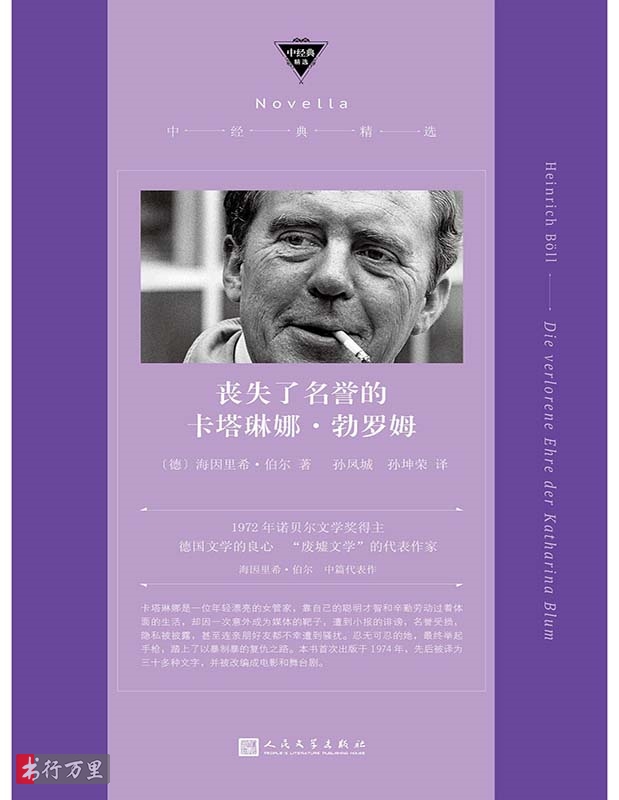 中经典
精选
Novella
中 经 典 精 选
丧失了名誉的
卡塔琳娜·勃罗姆
〔德〕海因里希·伯尔 著 孙凤城 孙坤荣 译
1972年诺贝尔文学奖得主
德国文学的良心 “废墟文学”的代表作家
海因里希·伯尔 中篇代表作
卡塔琳娜是一位年轻漂亮的女管家，靠自己的聪明才智和辛勤劳动过着体
面的生活，却因一次意外成为媒体的靶子，遭到小报的诽谤，名誉受损，
隐私被披露，甚至连亲朋好友都不幸遭到骚扰。忍无可忍的她，最终举起
手枪，踏上了以暴制暴的复仇之路。本书首次出版于1974年，先后被译为
三十多种文字，并被改编成电影和舞台剧。
人民文学出版社
PEOPLE'S LITERATURE PUBLISHING HOUSE
Heinrich Böll Die verlorene Ehre der Katharina Blum
书行万里